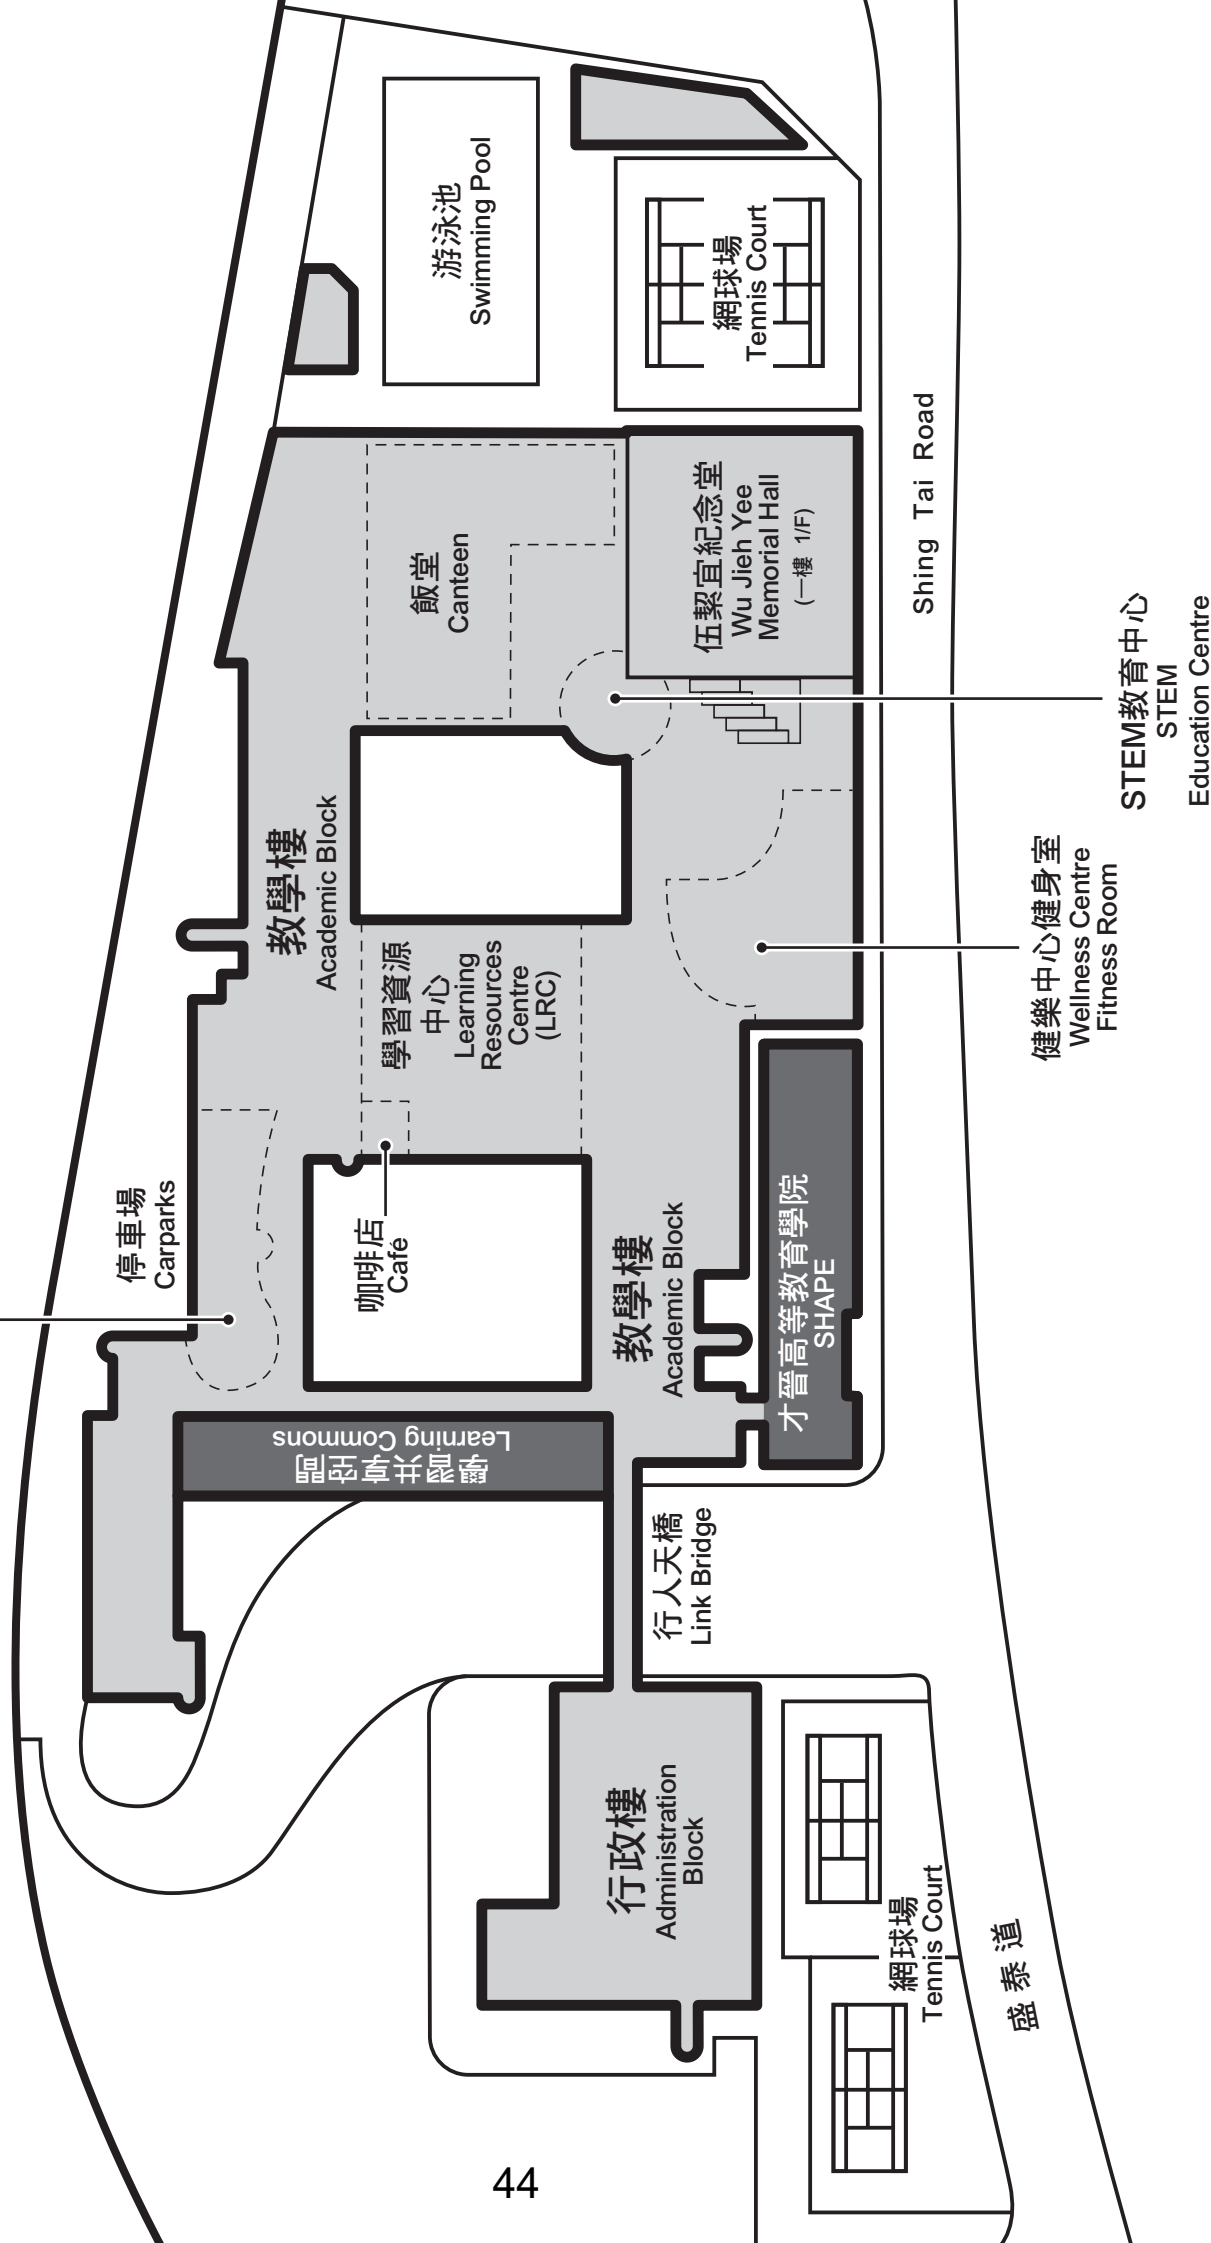 游泳池
Swimming Pool
網球場
Tennis Court
飯堂
Canteen
伍絜宜紀念堂
Wu Jieh Yee
Memorial Hall
(一樓 1/F)
Shing Tai Road
STEM教育中心
STEM
Education Centre
教學樓
Academic Block
健樂中心健身室
Wellness Centre
Fitness Room
學習資源
中心
Learning
Resources
Centre
(LRC)
停車場
Carparks
咖啡店
Café
教學樓
Academic Block
才晉高等教育學院
SHAPE
學習共享空間
Learning Commons
行人天橋
Link Bridge
行政樓
Administration
Block
網球場
Tennis Court
盛泰道
44